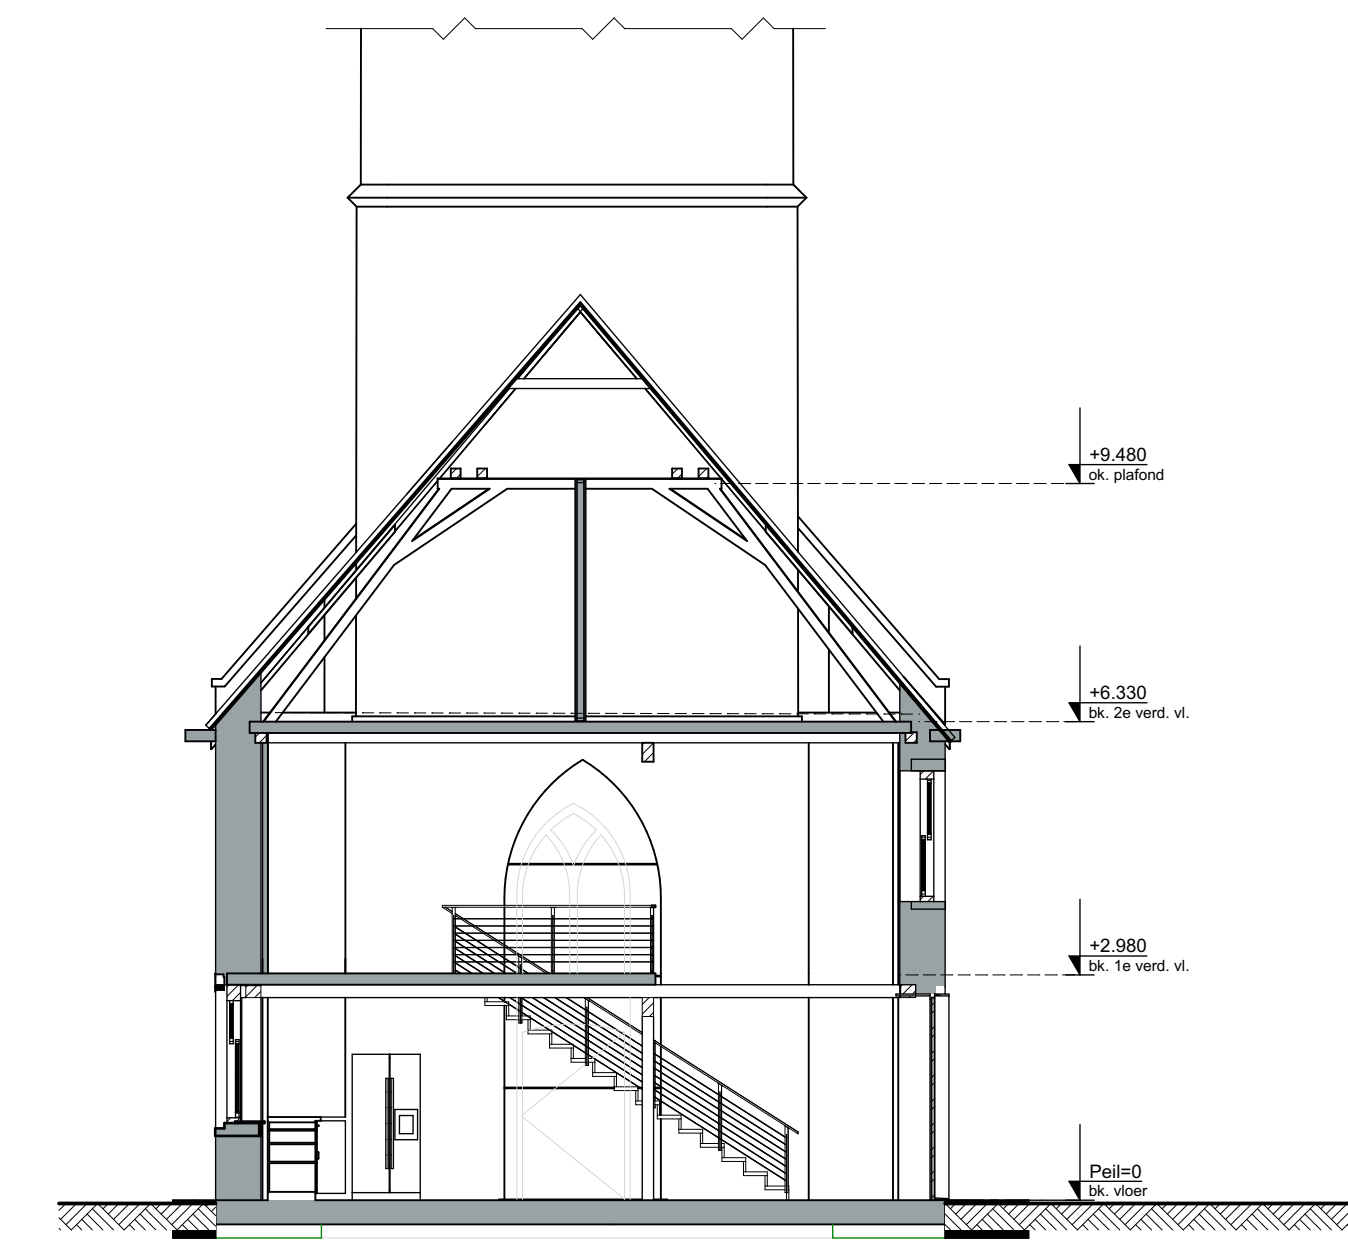 +9.480
ok. plafond
+6.330
bk. 2e verd. vl.
+2.980
bk. 1e verd. vl.
Peil=0
bk. vloer